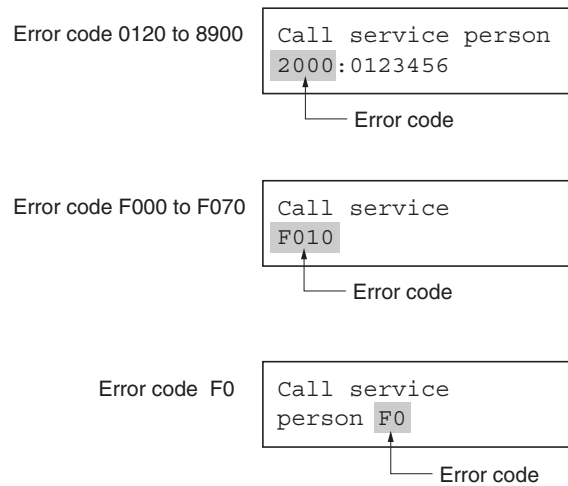 Error code 0120 to 8900
Call service person
2000:0123456
Error code
Error code F000 to F070
Call service
F010
Error code
Error code F0
Call service
person F0
Error code